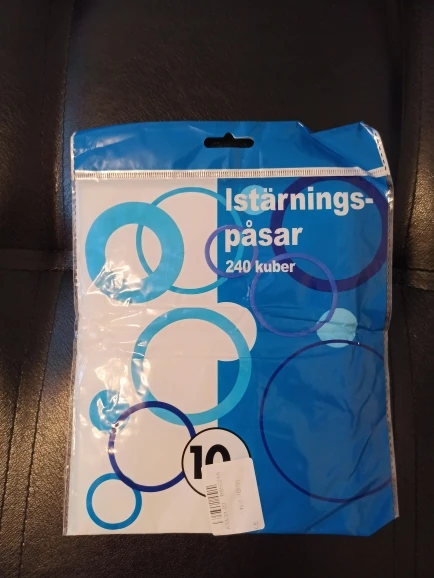 Istärnings-
påsar
240 kuber
10